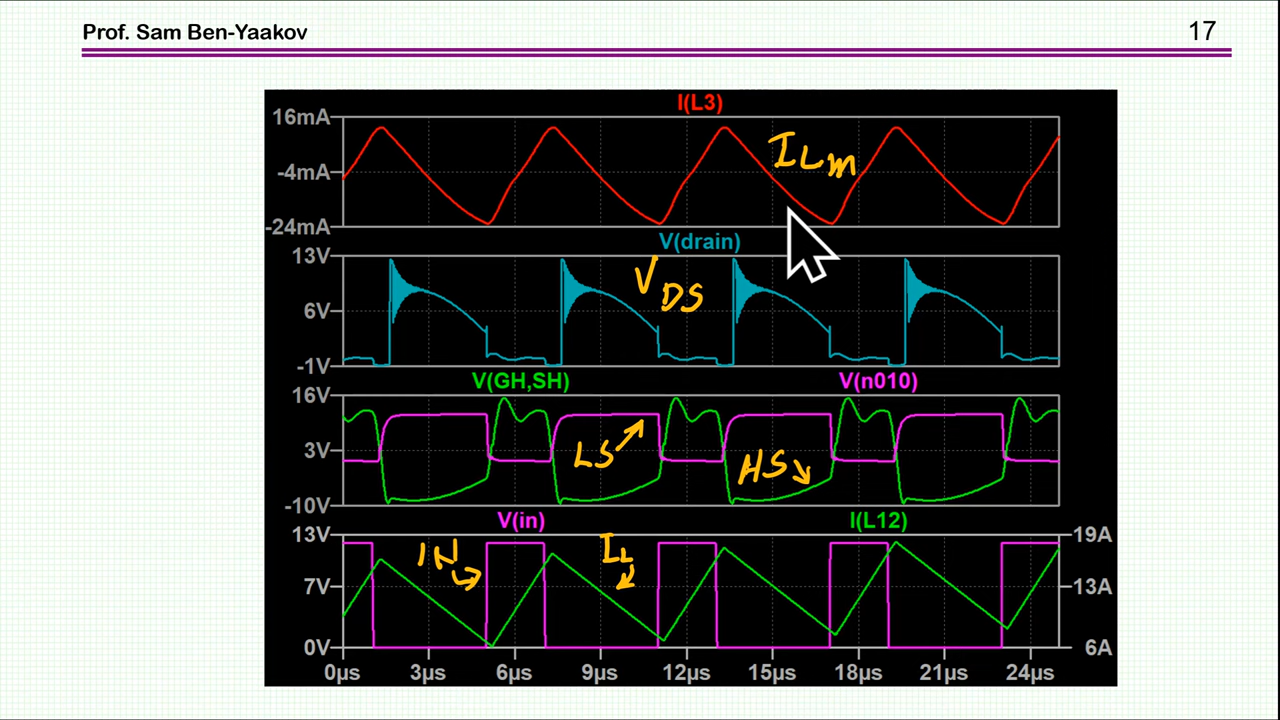 Prof. Sam Ben-Yaakov 17
I(L3)
16mA
-4mA
-24mA
ILm
V(drain)
13V
6V
-1V
VDS
V(GH,SH) V(n010)
16V
3V
-10V
LS
HS
V(in) I(L12)
13V 19A
7V 13A
0V 6A
IN
IL
0µs 3µs 6µs 9µs 12µs 15µs 18µs 21µs 24µs